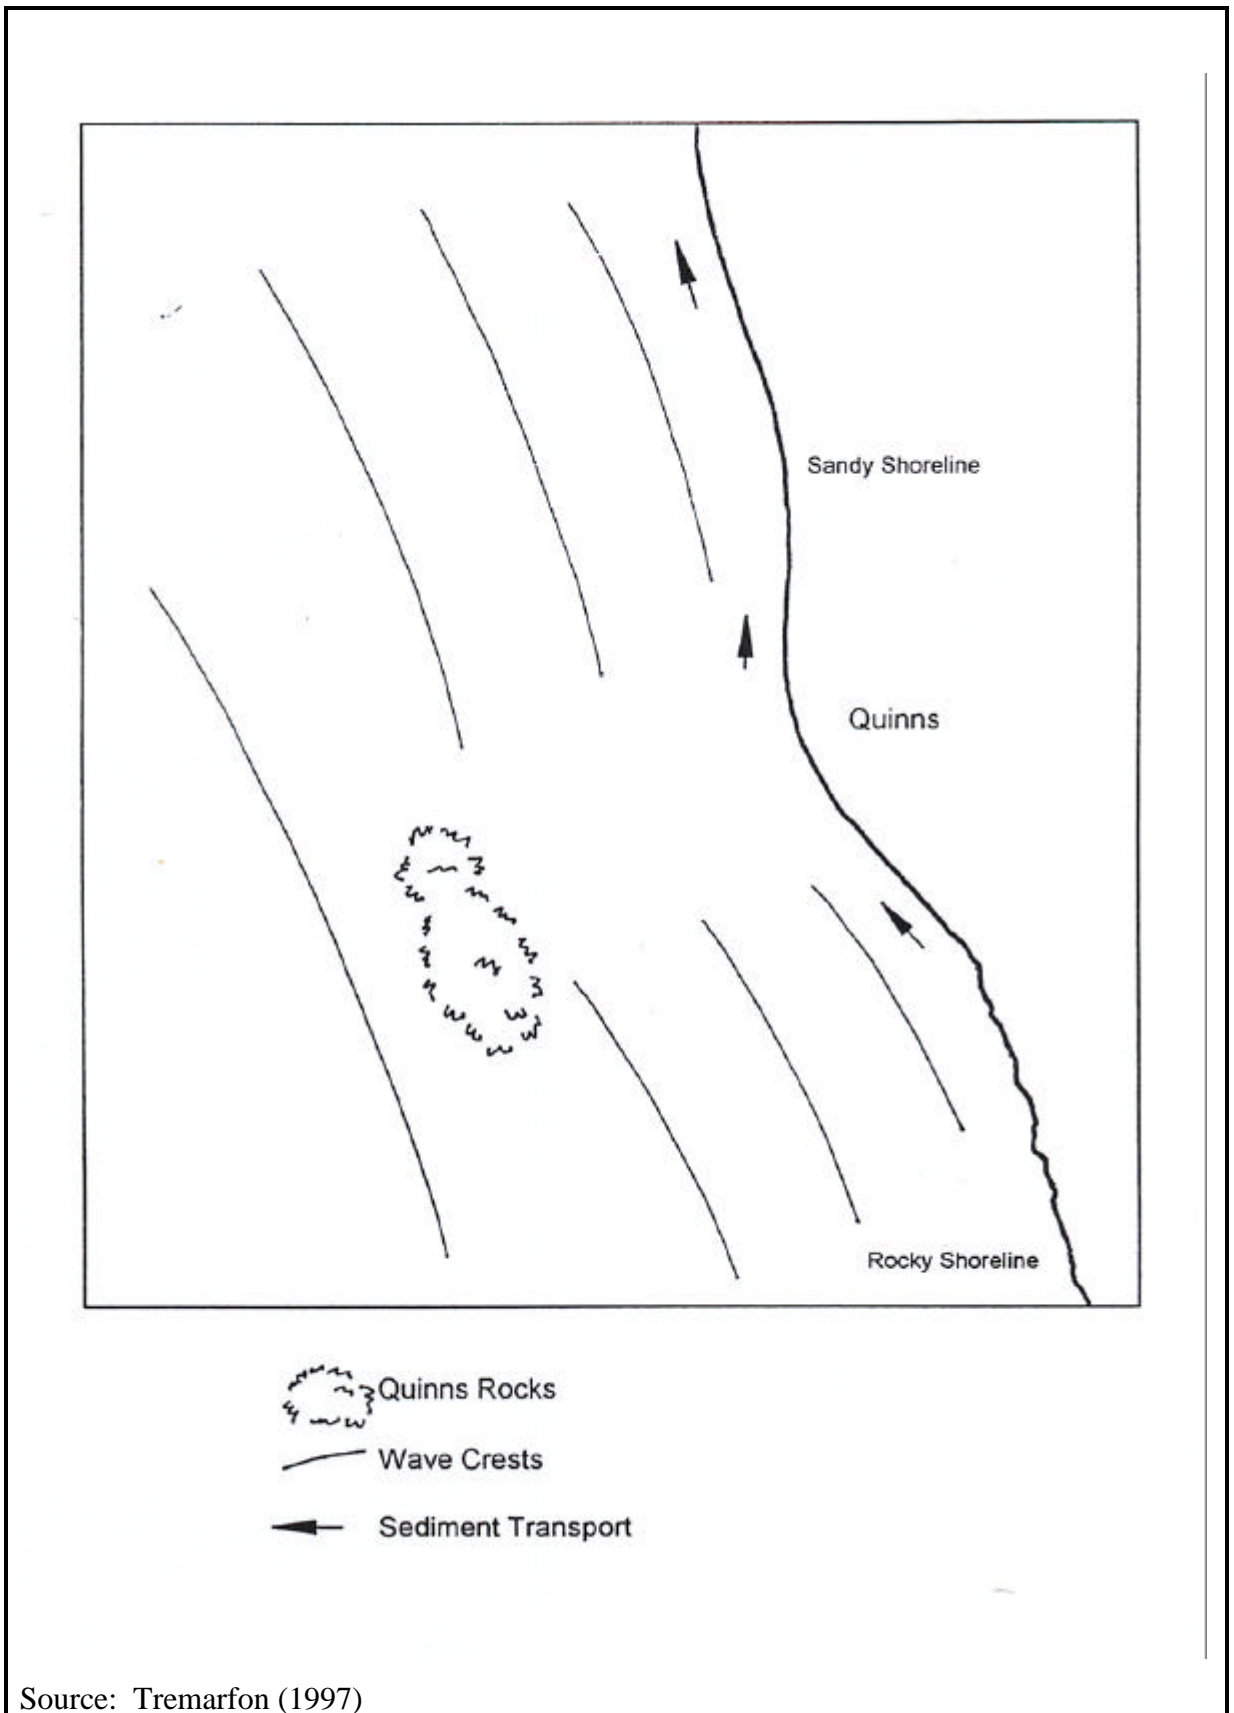 Sandy Shoreline
Quinns
Rocky Shoreline
Quinns Rocks
Wave Crests
Sediment Transport
Source: Tremarfon (1997)